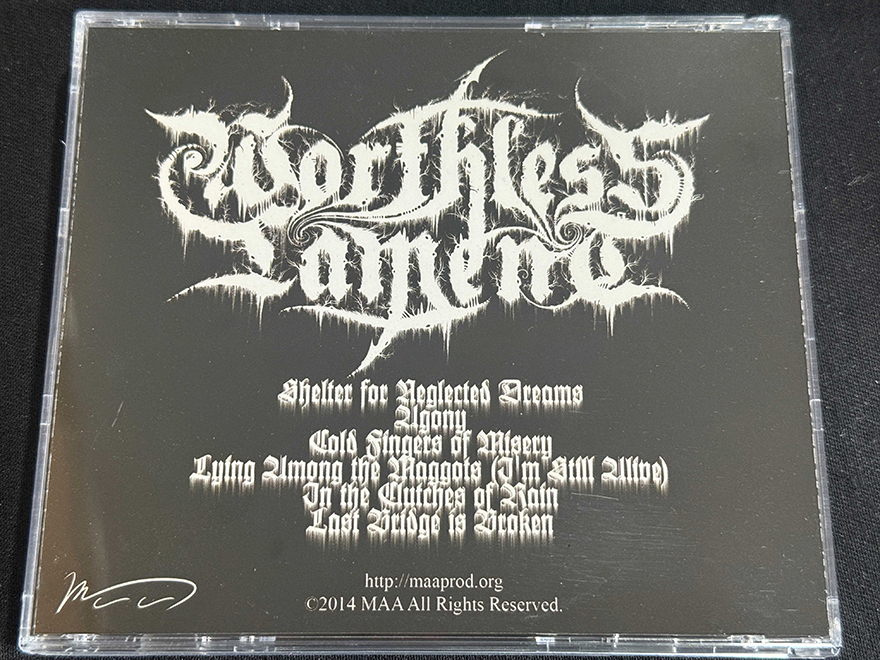 Worthless
Lament
Shelter for Neglected Dreams
Agony
Cold Fingers of Misery
Lying Among the Maggots (I'm Still Alive)
In the Clutches of Rain
Last Bridge is Broken
http://maaprod.org
©2014 MAA All Rights Reserved.